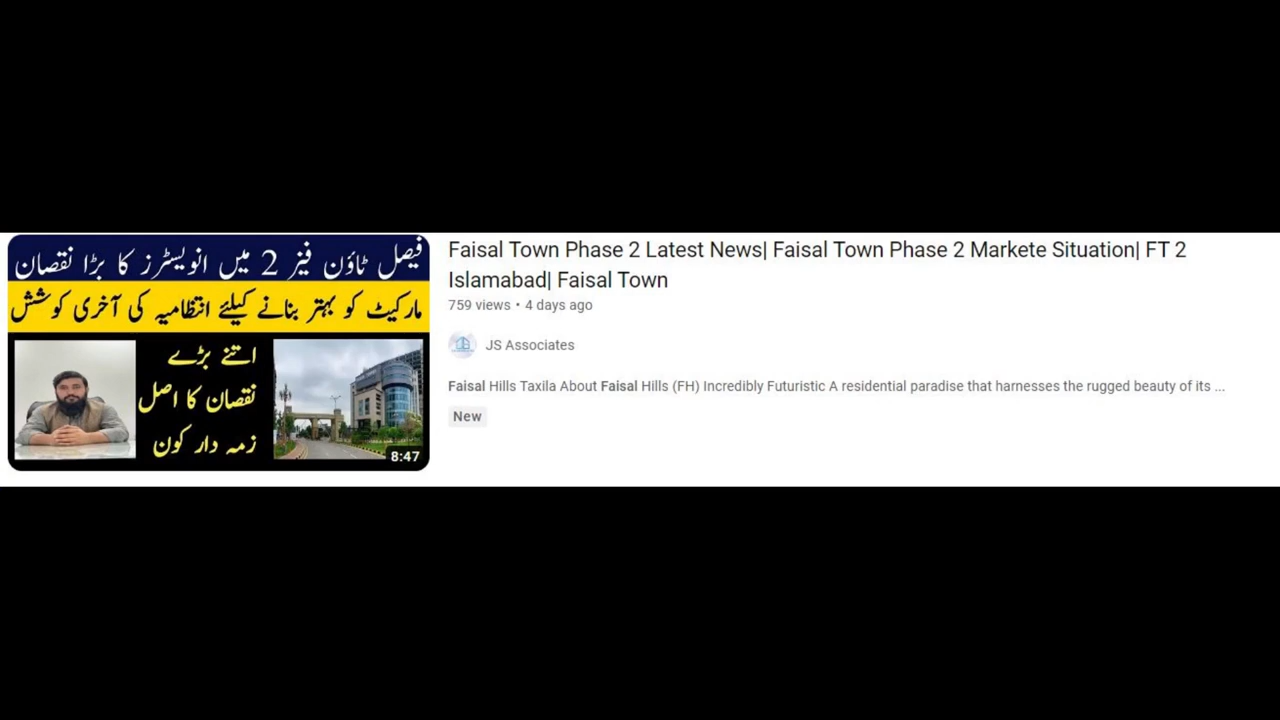 فیصل ٹاؤن فیز 2 میں انویسٹرز کا بڑا نقصان
مارکیٹ کو بہتر بنانے کیلئے انتظامیہ کی آخری کوشش
اتنے بڑے
نقصان کا اصل
زمہ دار کون
8:47
Faisal Town Phase 2 Latest News| Faisal Town Phase 2 Markete Situation| FT 2
Islamabad| Faisal Town
759 views • 4 days ago
JS Associates
Faisal Hills Taxila About Faisal Hills (FH) Incredibly Futuristic A residential paradise that harnesses the rugged beauty of its ...
New